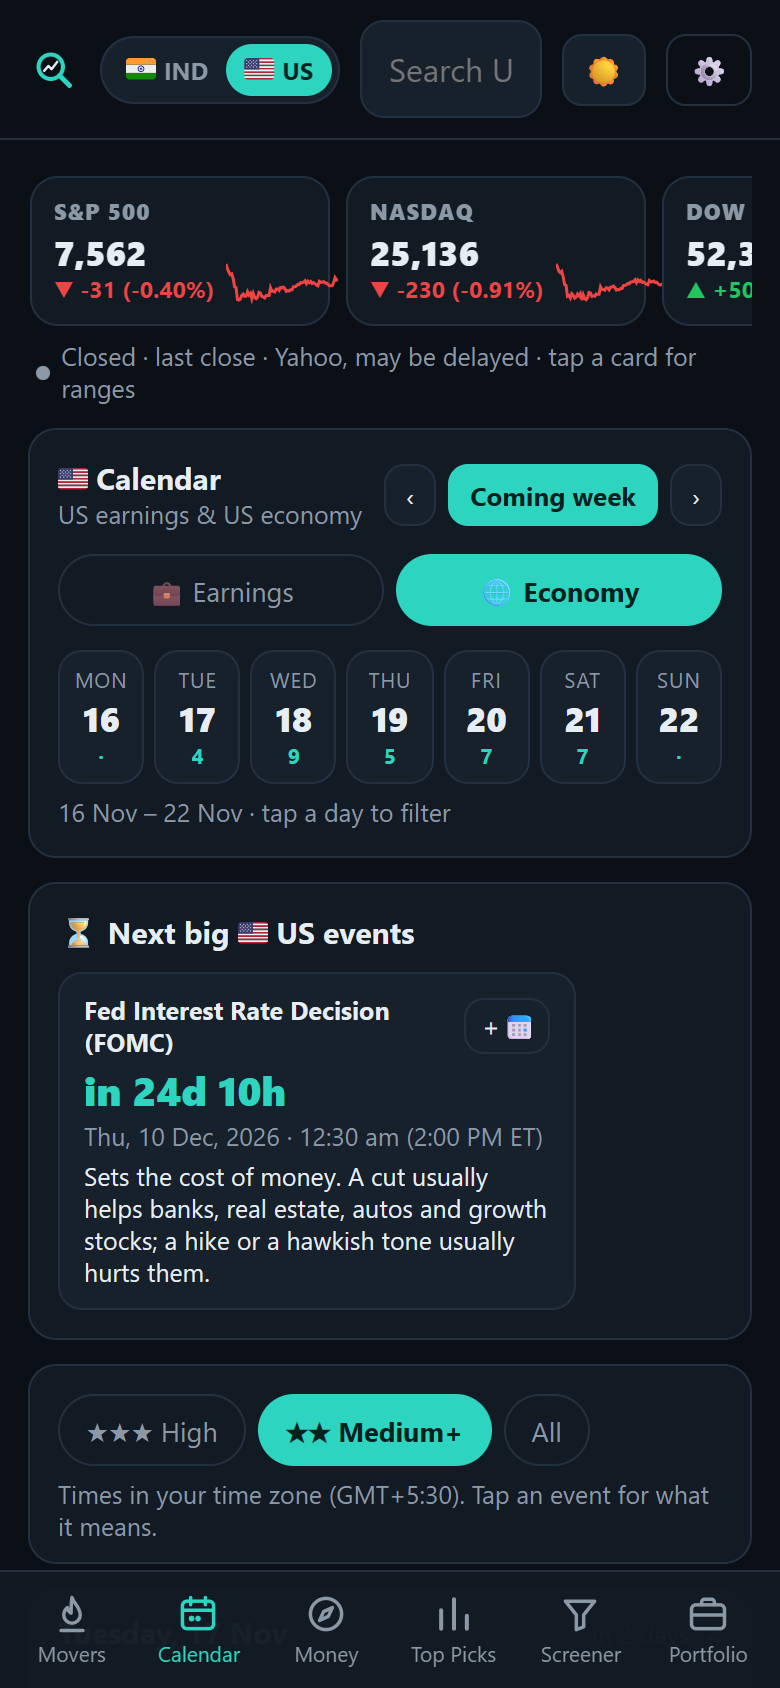 IND
US
Search U
S&P 500
7,562
▼ -31 (-0.40%)
NASDAQ
25,136
▼ -230 (-0.91%)
DOW
52,3
▲ +50
Closed · last close · Yahoo, may be delayed · tap a card for
ranges
Calendar
US earnings & US economy
‹
Coming week
›
Earnings
Economy
MON
16
·
TUE
17
4
WED
18
9
THU
19
5
FRI
20
7
SAT
21
7
SUN
22
·
16 Nov – 22 Nov · tap a day to filter
Next big US events
Fed Interest Rate Decision
(FOMC)
+
in 24d 10h
Thu, 10 Dec, 2026 · 12:30 am (2:00 PM ET)
Sets the cost of money. A cut usually
helps banks, real estate, autos and growth
stocks; a hike or a hawkish tone usually
hurts them.
★★★ High
★★ Medium+
All
Times in your time zone (GMT+5:30). Tap an event for what
it means.
Tuesday, 17 Nov
in 2 days
Movers
Calendar
Money
Top Picks
Screener
Portfolio